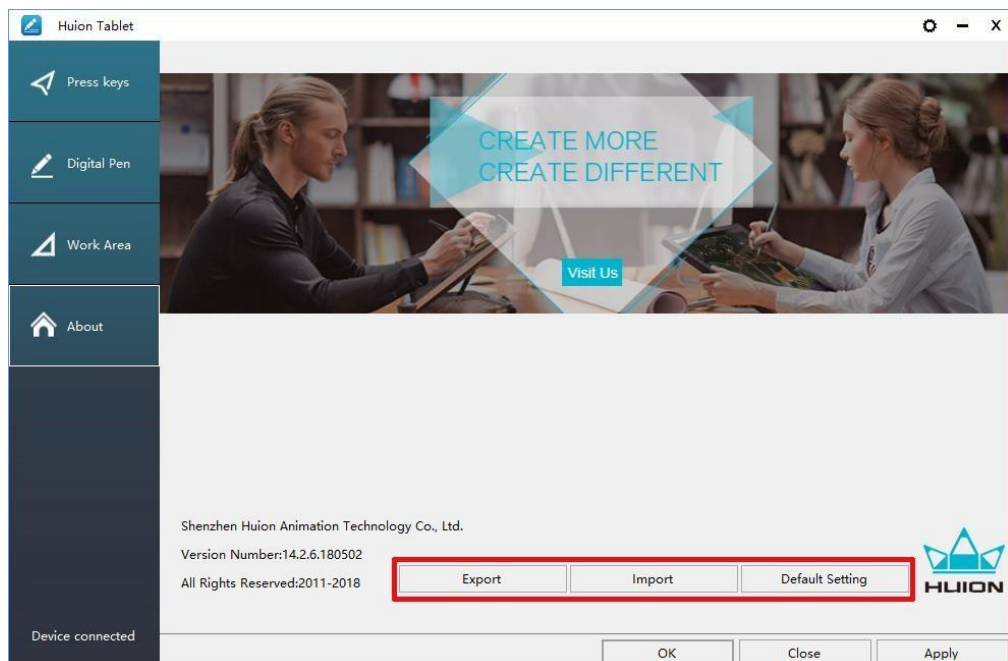 Huion Tablet
Press keys
Digital Pen
Work Area
About
CREATE MORE
CREATE DIFFERENT
Visit Us
Shenzhen Huion Animation Technology Co., Ltd.
Version Number:14.2.6.180502
All Rights Reserved:2011-2018
Export Import Default Setting
HUION
Device connected
OK Close Apply